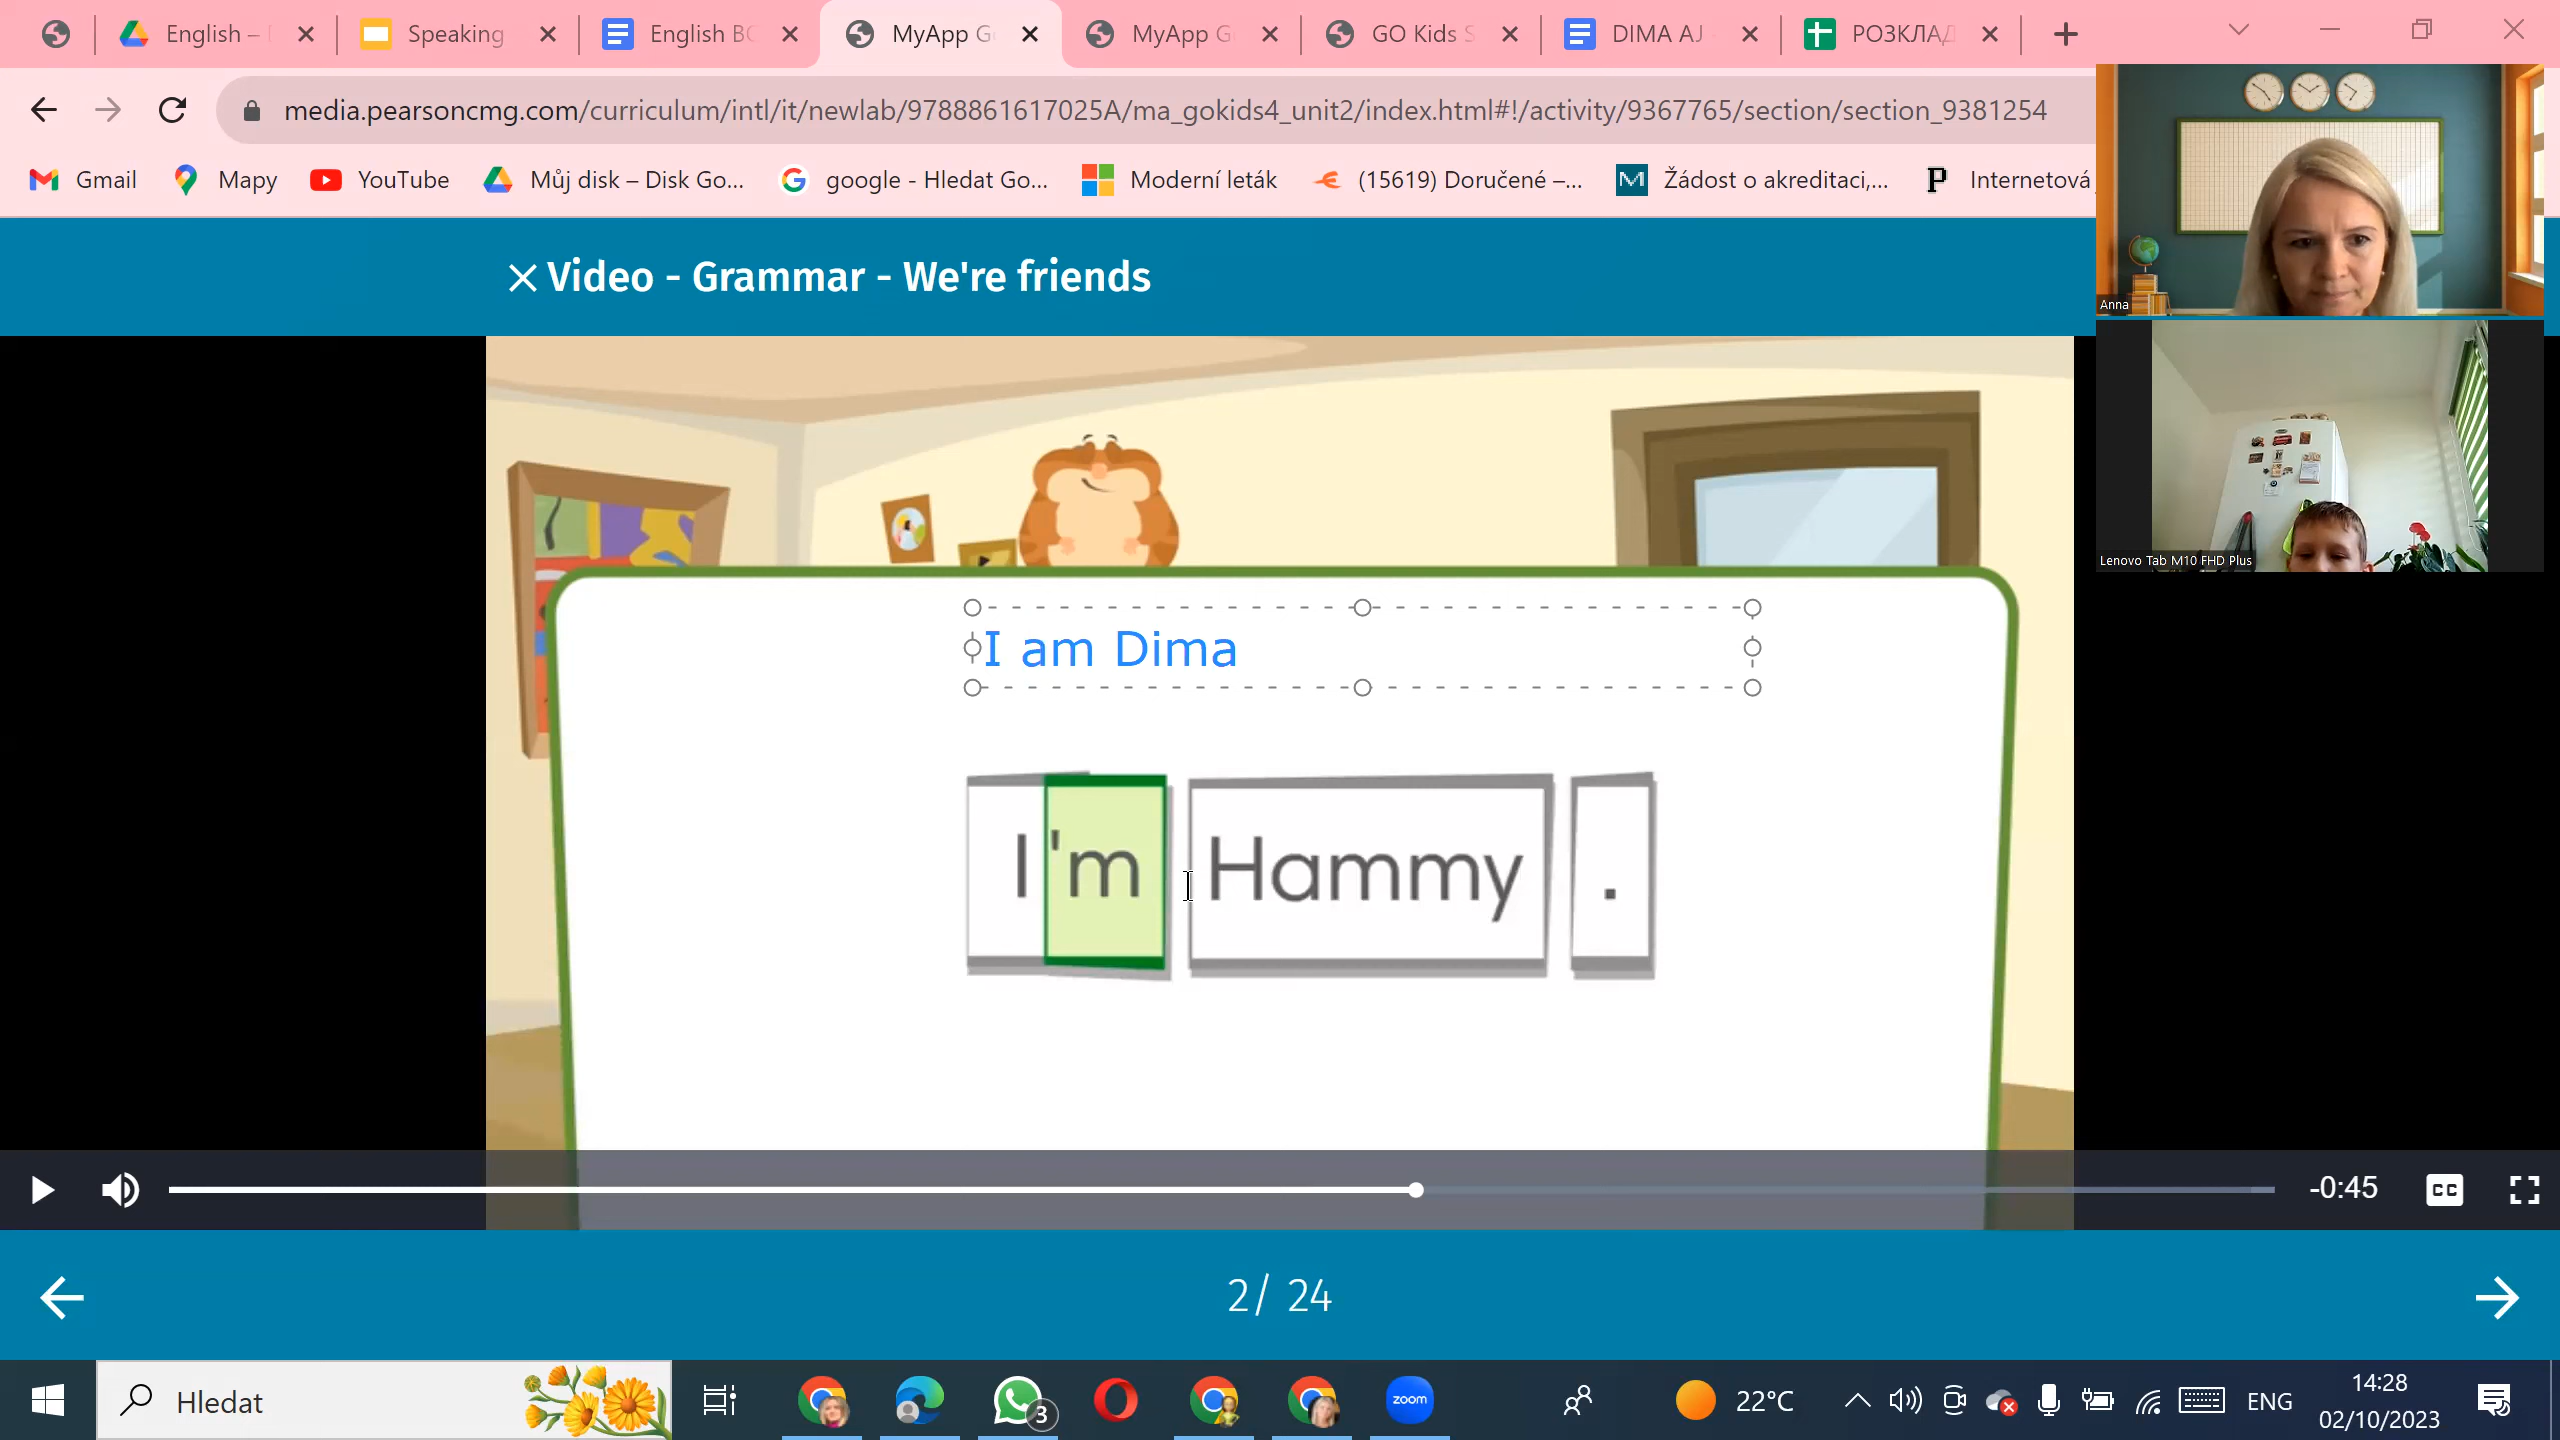 English –
Speaking
English BC
MyApp G
MyApp G
GO Kids S
DIMA AJ
РОЗКЛАД
media.pearsoncmg.com/curriculum/intl/it/newlab/9788861617025A/ma_gokids4_unit2/index.html#!/activity/9367765/section/section_9381254
Gmail
Mapy
YouTube
Můj disk – Disk Go...
google - Hledat Go...
Moderní leták
(15619) Doručené –...
Žádost o akreditaci,...
Internetová
Video - Grammar - We're friends
Anna
Lenovo Tab M10 FHD Plus
I am Dima
I 'm Hammy .
-0:45
CC
2/ 24
Hledat
3
zoom
22°C
ENG
14:28
02/10/2023